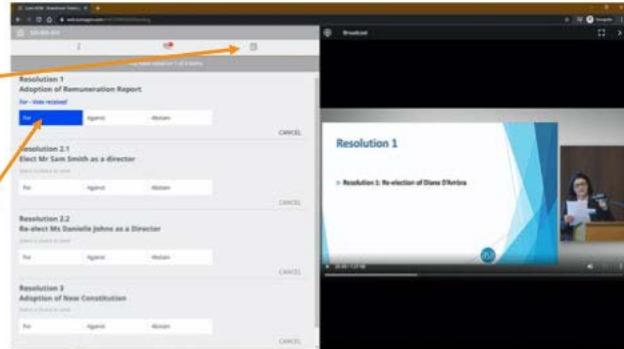 Broadcast
Resolution 1
Adoption of Remuneration Report
For - Vote received
For Against Abstain
CANCEL
Resolution 2.1
Elect Mr Sam Smith as a director
For Against Abstain
CANCEL
Resolution 2.2
Re-elect Ms Danielle Johns as a Director
For Against Abstain
CANCEL
Resolution 3
Adoption of New Constitution
For Against Abstain
CANCEL
Resolution 1
Resolution 1: Re-election of Diana D'Ambra